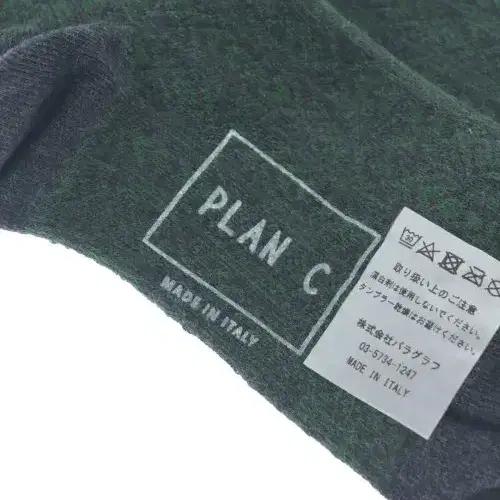 PLAN C
MADE IN ITALY
30
取り扱い上のご注意
漂白剤は使用しないでください。
タンブラー乾燥はお避けください。
株式会社パラグラフ
03-5734-1247
MADE IN ITALY